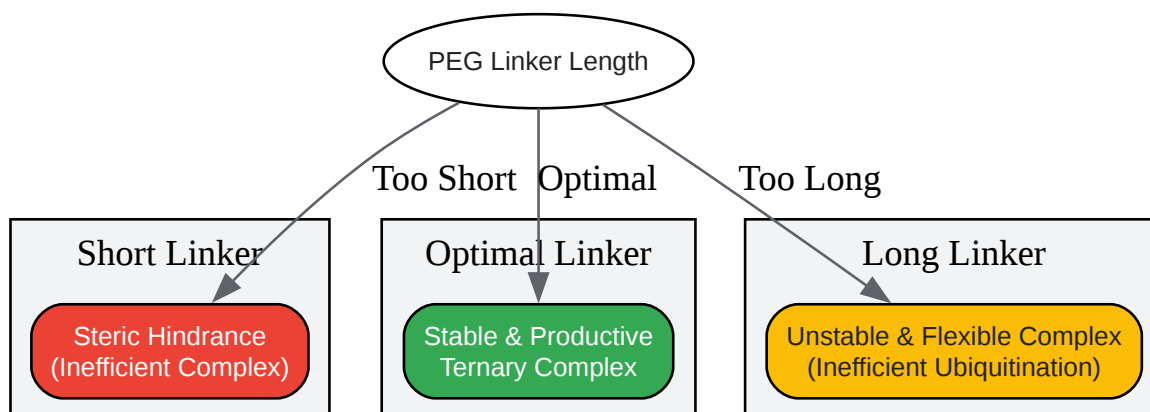 PEG Linker Length
Too Short
Optimal
Too Long
Short Linker
Optimal Linker
Long Linker
Steric Hindrance
(Inefficient Complex)
Stable & Productive
Ternary Complex
Unstable & Flexible Complex
(Inefficient Ubiquitination)